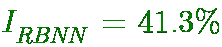 I_{RBNN} = 41.3%